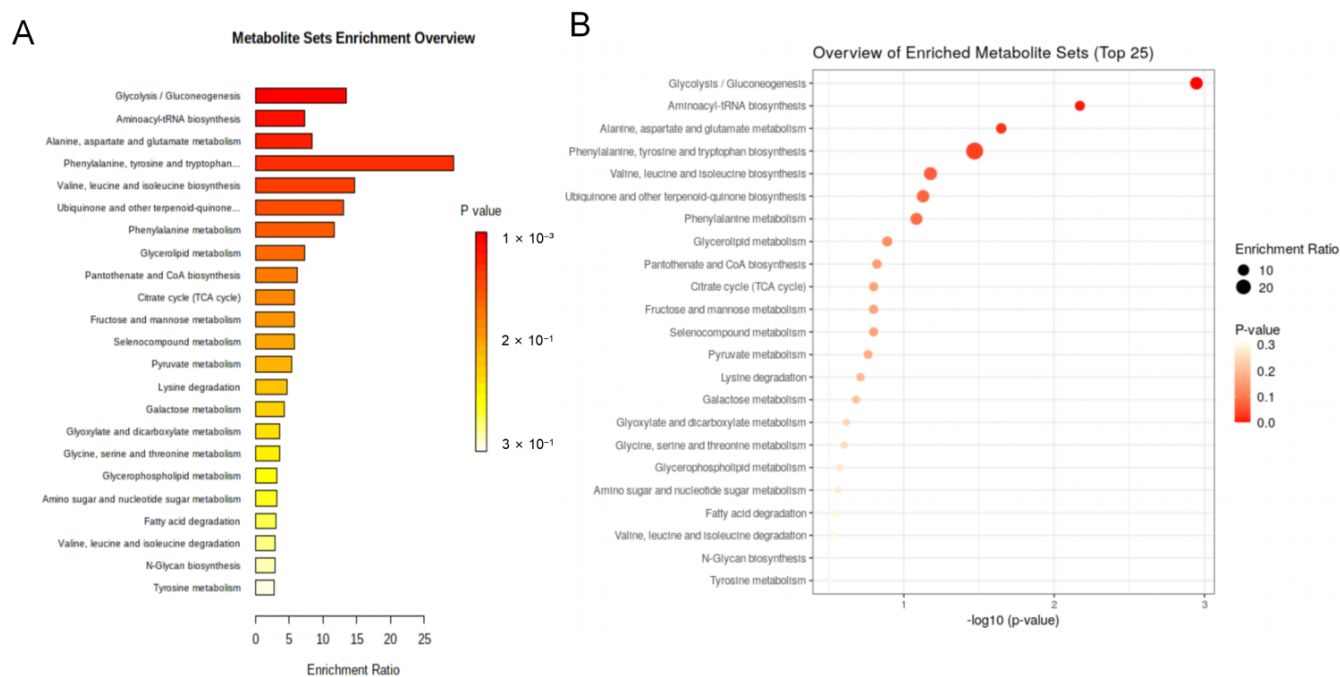 A
Metabolite Sets Enrichment Overview
Glycolysis / Gluconeogenesis
Aminoacyl-tRNA biosynthesis
Alanine, aspartate and glutamate metabolism
Phenylalanine, tyrosine and tryptophan...
Valine, leucine and isoleucine biosynthesis
Ubiquinone and other terpenoid-quinone...
Phenylalanine metabolism
Glycerolipid metabolism
Pantothenate and CoA biosynthesis
Citrate cycle (TCA cycle)
Fructose and mannose metabolism
Selenocompound metabolism
Pyruvate metabolism
Lysine degradation
Galactose metabolism
Glyoxylate and dicarboxylate metabolism
Glycine, serine and threonine metabolism
Glycerophospholipid metabolism
Amino sugar and nucleotide sugar metabolism
Fatty acid degradation
Valine, leucine and isoleucine degradation
N-Glycan biosynthesis
Tyrosine metabolism
0 5 10 15 20 25
Enrichment Ratio
P value
1 × 10⁻³
2 × 10⁻¹
3 × 10⁻¹
B
Overview of Enriched Metabolite Sets (Top 25)
Glycolysis / Gluconeogenesis
Aminoacyl-tRNA biosynthesis
Alanine, aspartate and glutamate metabolism
Phenylalanine, tyrosine and tryptophan biosynthesis
Valine, leucine and isoleucine biosynthesis
Ubiquinone and other terpenoid-quinone biosynthesis
Phenylalanine metabolism
Glycerolipid metabolism
Pantothenate and CoA biosynthesis
Citrate cycle (TCA cycle)
Fructose and mannose metabolism
Selenocompound metabolism
Pyruvate metabolism
Lysine degradation
Galactose metabolism
Glyoxylate and dicarboxylate metabolism
Glycine, serine and threonine metabolism
Glycerophospholipid metabolism
Amino sugar and nucleotide sugar metabolism
Fatty acid degradation
Valine, leucine and isoleucine degradation
N-Glycan biosynthesis
Tyrosine metabolism
1 2 3
-log10 (p-value)
Enrichment Ratio
10
20
P-value
0.3
0.2
0.1
0.0